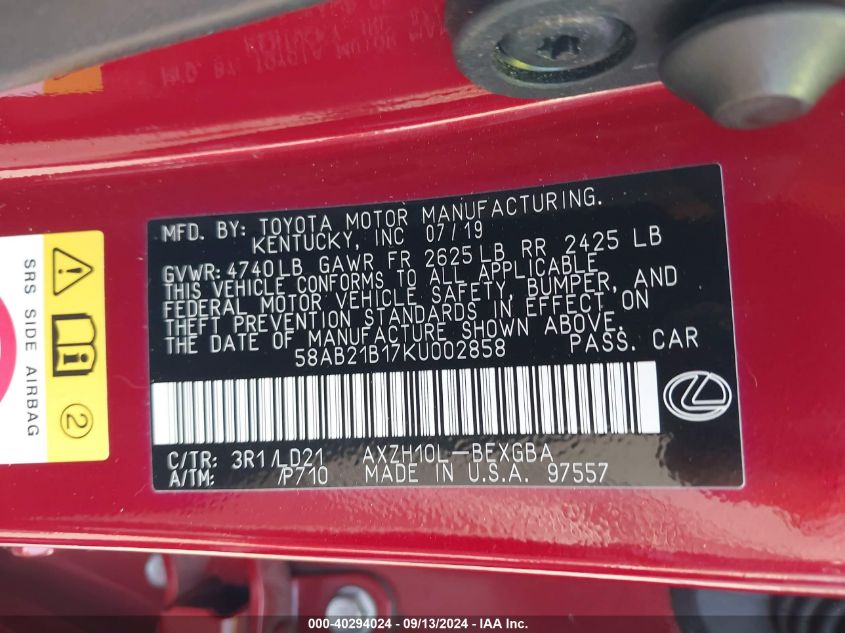 MFD. BY: TOYOTA MOTOR MANUFACTURING.
KENTUCKY, INC 07/19
GVWR: 4740LB GAWR FR 2625 LB RR 2425 LB
THIS VEHICLE CONFORMS TO ALL APPLICABLE
FEDERAL MOTOR VEHICLE SAFETY, BUMPER, AND
THEFT PREVENTION STANDARDS IN EFFECT ON
THE DATE OF MANUFACTURE SHOWN ABOVE.
58AB21B17KU002858 PASS. CAR
C/TR: 3R1/LD21 AXZH10L-BEXGBA
A/TM: /P710 MADE IN U.S.A. 97557
SRS SIDE AIRBAG
2
000-40294024 - 09/13/2024 - IAA Inc.